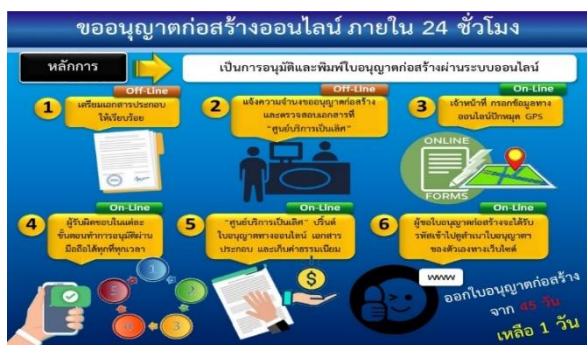 ขออนุญาตก่อสร้างออนไลน์ ภายใน 24 ชั่วโมง
หลักการ
เป็นการอนุมัติและพิมพ์ใบอนุญาตก่อสร้างผ่านระบบออนไลน์
Off-Line
1
เตรียมเอกสารประกอบ
ให้เรียบร้อย
Off-Line
2
แจ้งความจำนงขออนุญาตก่อสร้าง
และตรวจสอบเอกสารที่
"ศูนย์บริการเป็นเลิศ"
On-Line
3
เจ้าหน้าที่ กรอกข้อมูลทาง
ออนไลน์ปักหมุด GPS
ONLINE
FORMS
On-Line
4
ผู้รับผิดชอบในแต่ละ
ขั้นตอนทำการอนุมัติผ่าน
มือถือได้ทุกที่ทุกเวลา
1
2
3
4
5
On-Line
5
"ศูนย์บริการเป็นเลิศ" ปริ้นต์
ใบอนุญาตทางออนไลน์ เอกสาร
ประกอบ และเก็บค่าธรรมเนียม
$
On-Line
6
ผู้ขอใบอนุญาตก่อสร้างจะได้รับ
รหัสเข้าไปดูสำเนาใบอนุญาตฯ
ของตัวเองทางเว็บไซต์
www
ออกใบอนุญาตก่อสร้าง
จาก 45 วัน
เหลือ 1 วัน